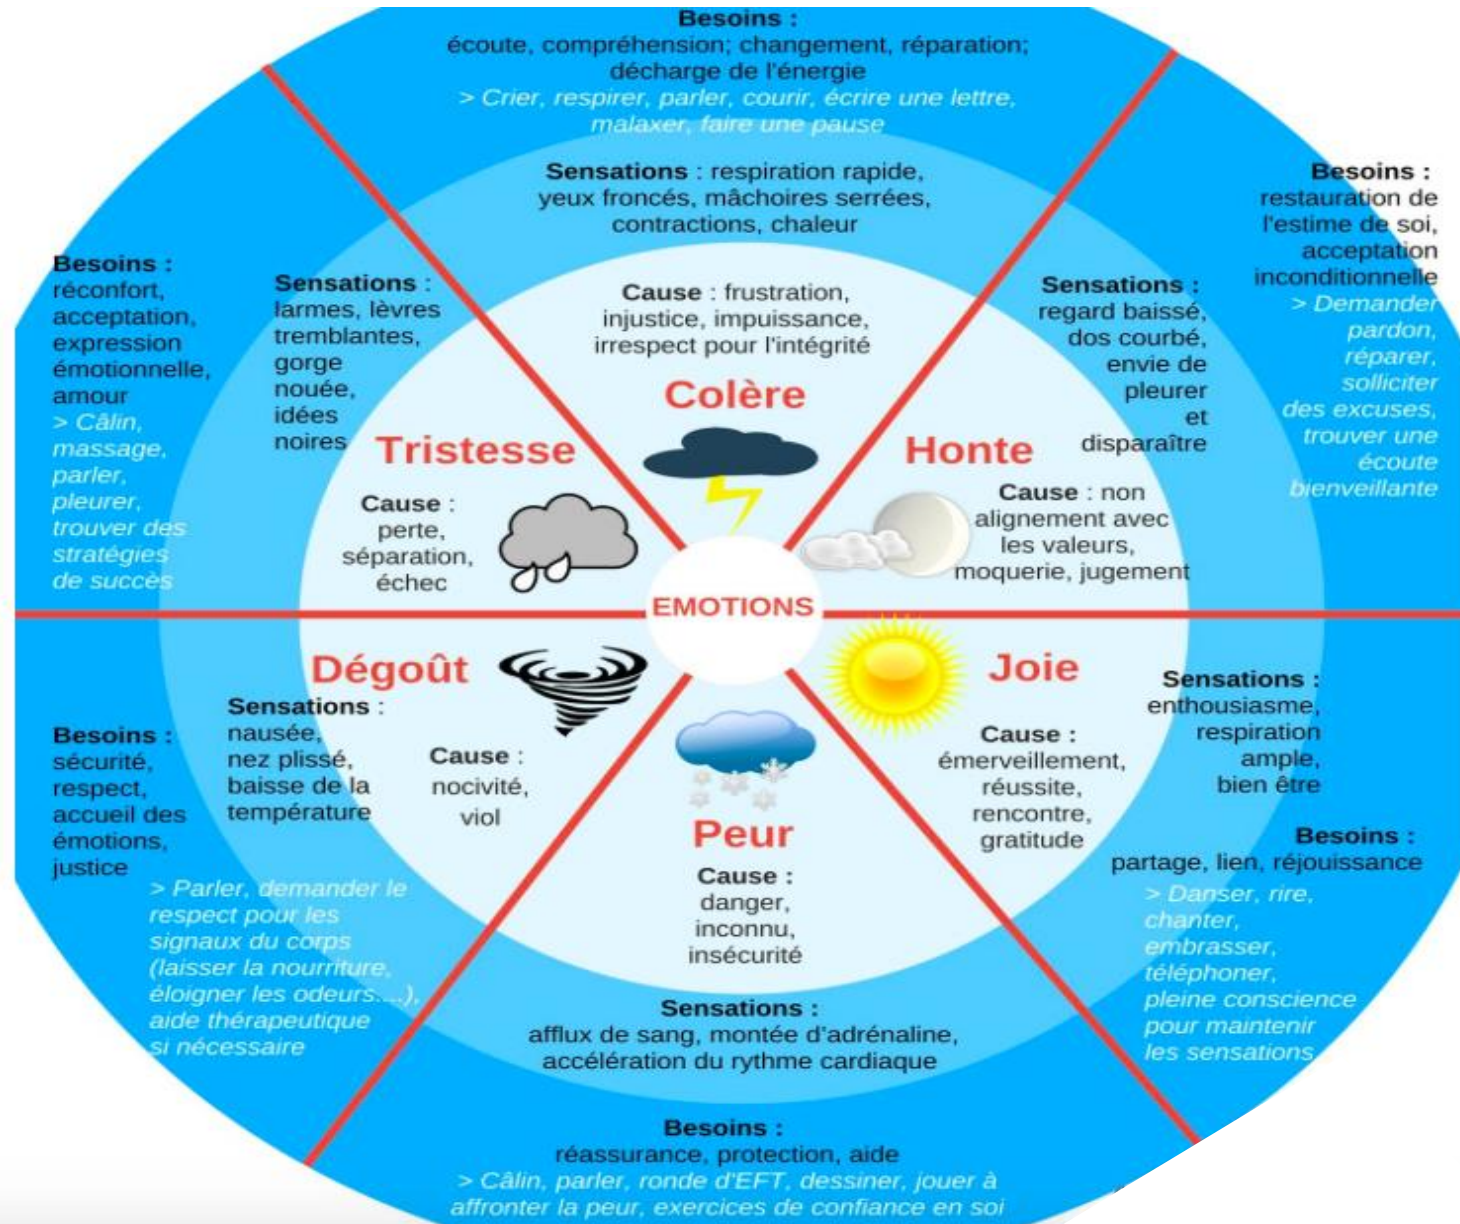 Besoins :
écoute, compréhension; changement, réparation;
décharge de l'énergie
> Crier, respirer, parler, courir, écrire une lettre,
malaxer, faire une pause
Sensations : respiration rapide,
yeux froncés, mâchoires serrées,
contractions, chaleur
Cause : frustration,
injustice, impuissance,
irrespect pour l'intégrité
Colère
Besoins :
restauration de
l'estime de soi,
acceptation
inconditionnelle
> Demander
pardon,
réparer,
solliciter
des excuses,
trouver une
écoute
bienveillante
Sensations :
regard baissé,
dos courbé,
envie de
pleurer
et
disparaître
Honte
Cause : non
alignement avec
les valeurs,
moquerie, jugement
Besoins :
réconfort,
acceptation,
expression
émotionnelle,
amour
> Câlin,
massage,
parler,
pleurer,
trouver des
stratégies
de succès
Sensations :
larmes, lèvres
tremblantes,
gorge
nouée,
idées
noires
Tristesse
Cause :
perte,
séparation,
échec
EMOTIONS
Dégoût
Sensations :
nausée,
nez plissé,
baisse de la
température
Cause :
nocivité,
viol
Besoins :
sécurité,
respect,
accueil des
émotions,
justice
> Parler, demander le
respect pour les
signaux du corps
(laisser la nourriture,
éloigner les odeurs....),
aide thérapeutique
si nécessaire
Joie
Cause :
émerveillement,
réussite,
rencontre,
gratitude
Sensations :
enthousiasme,
respiration
ample,
bien être
Besoins :
partage, lien, réjouissance
> Danser, rire,
chanter,
embrasser,
téléphoner,
pleine conscience
pour maintenir
les sensations
Peur
Cause :
danger,
inconnu,
insécurité
Sensations :
afflux de sang, montée d'adrénaline,
accélération du rythme cardiaque
Besoins :
réassurance, protection, aide
> Câlin, parler, ronde d'EFT, dessiner, jouer à
affronter la peur, exercices de confiance en soi